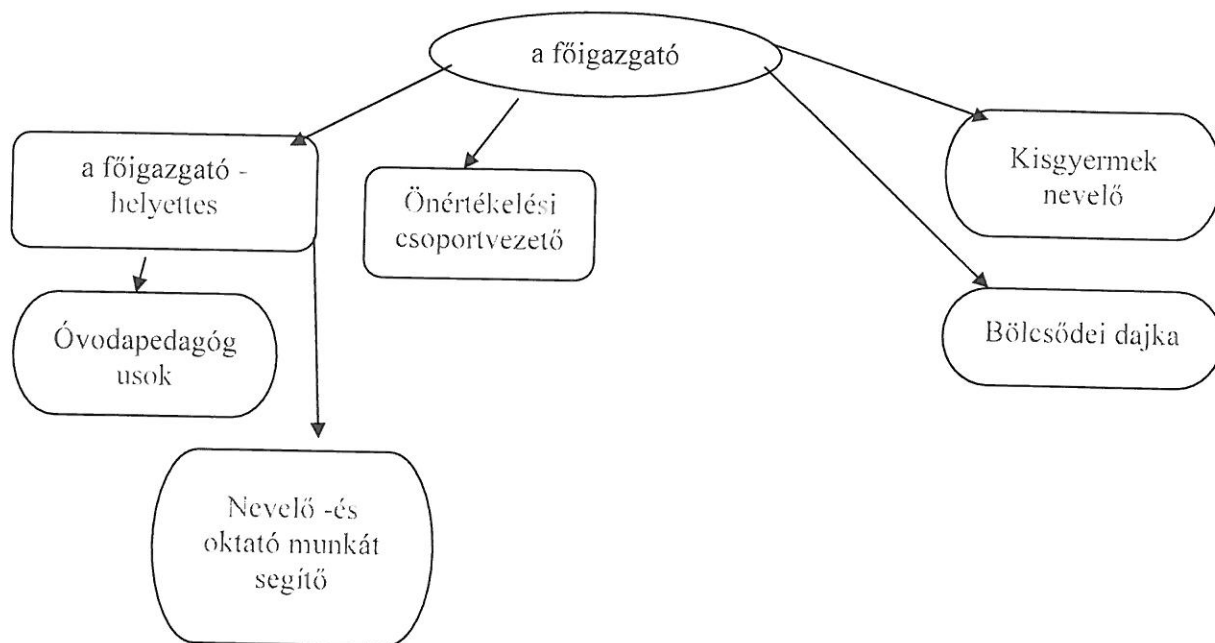 a főigazgató
a főigazgató -
helyettes
Önértékelési
csoportvezető
Kisgyermek
nevelő
Óvodapedagóg
usok
Bölcsődei dajka
Nevelő -és
oktató munkát
segítő